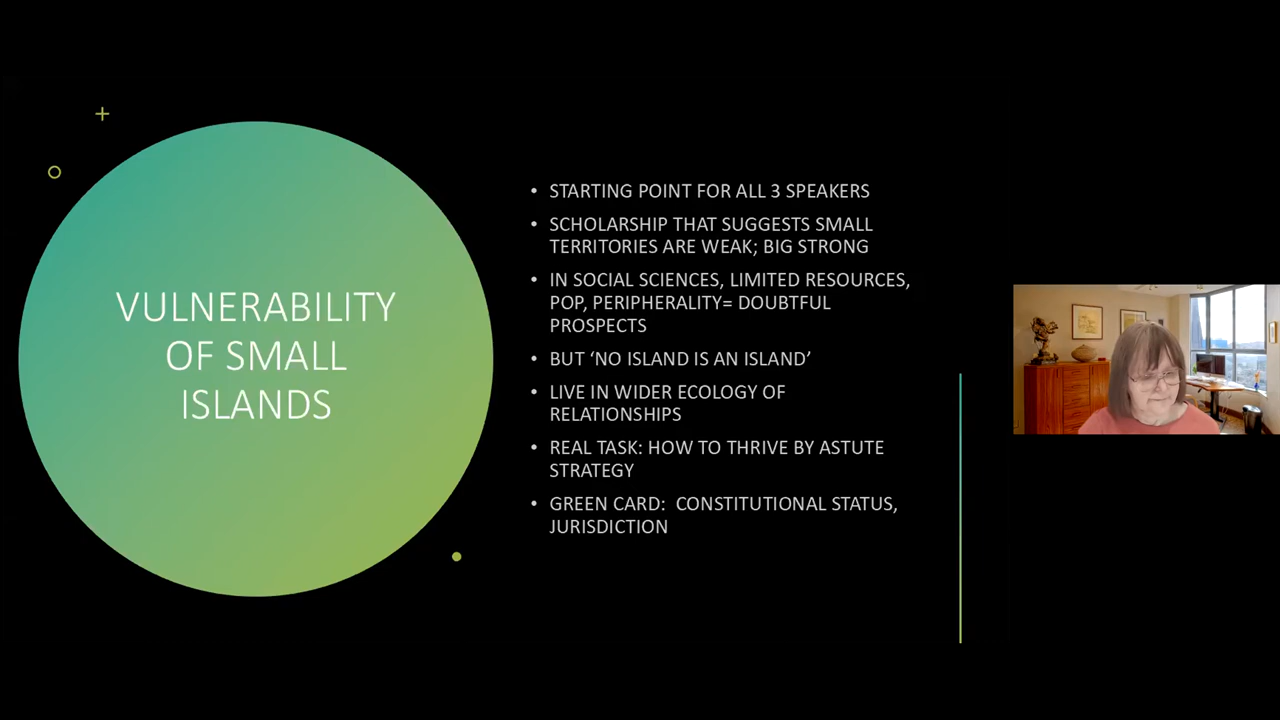 VULNERABILITY
OF SMALL
ISLANDS
• STARTING POINT FOR ALL 3 SPEAKERS
• SCHOLARSHIP THAT SUGGESTS SMALL
TERRITORIES ARE WEAK; BIG STRONG
• IN SOCIAL SCIENCES, LIMITED RESOURCES,
POP, PERIPHERALITY= DOUBTFUL
PROSPECTS
• BUT ‘NO ISLAND IS AN ISLAND’
• LIVE IN WIDER ECOLOGY OF
RELATIONSHIPS
• REAL TASK: HOW TO THRIVE BY ASTUTE
STRATEGY
• GREEN CARD:  CONSTITUTIONAL STATUS,
JURISDICTION